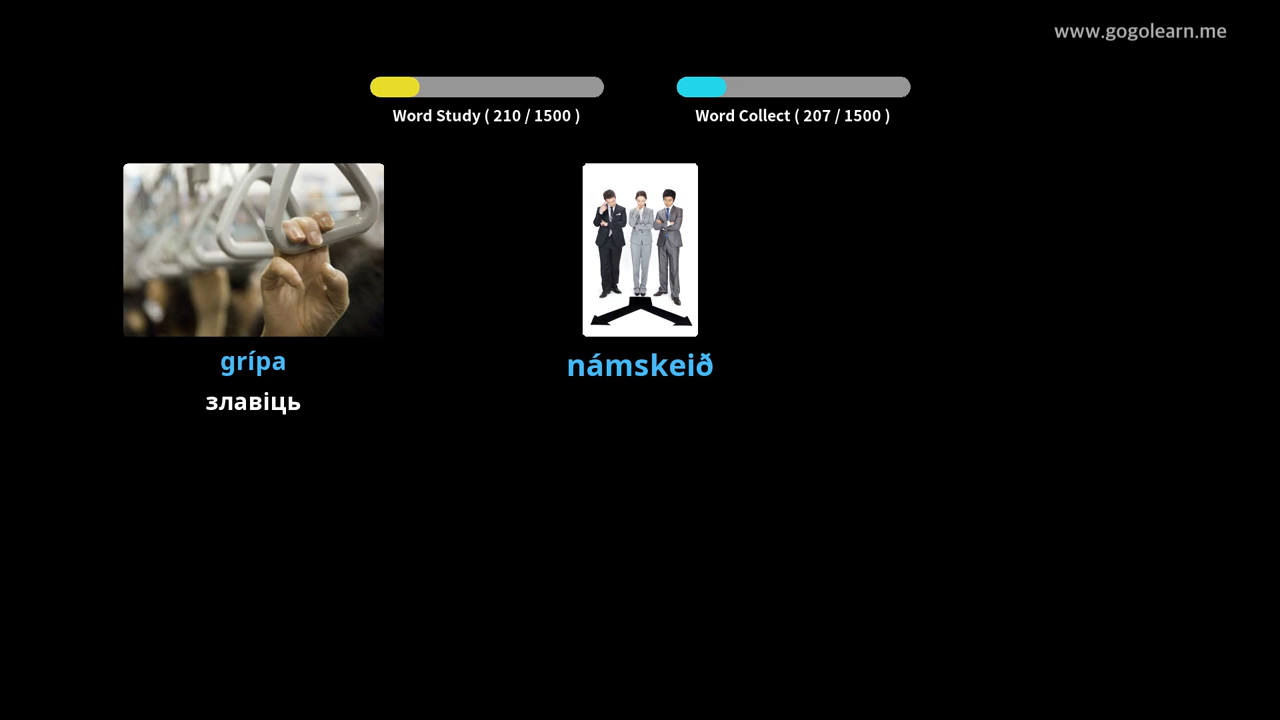 www.gogolearn.me
Word Study ( 210 / 1500 )
Word Collect ( 207 / 1500 )
grípa
злавіць
námskeið